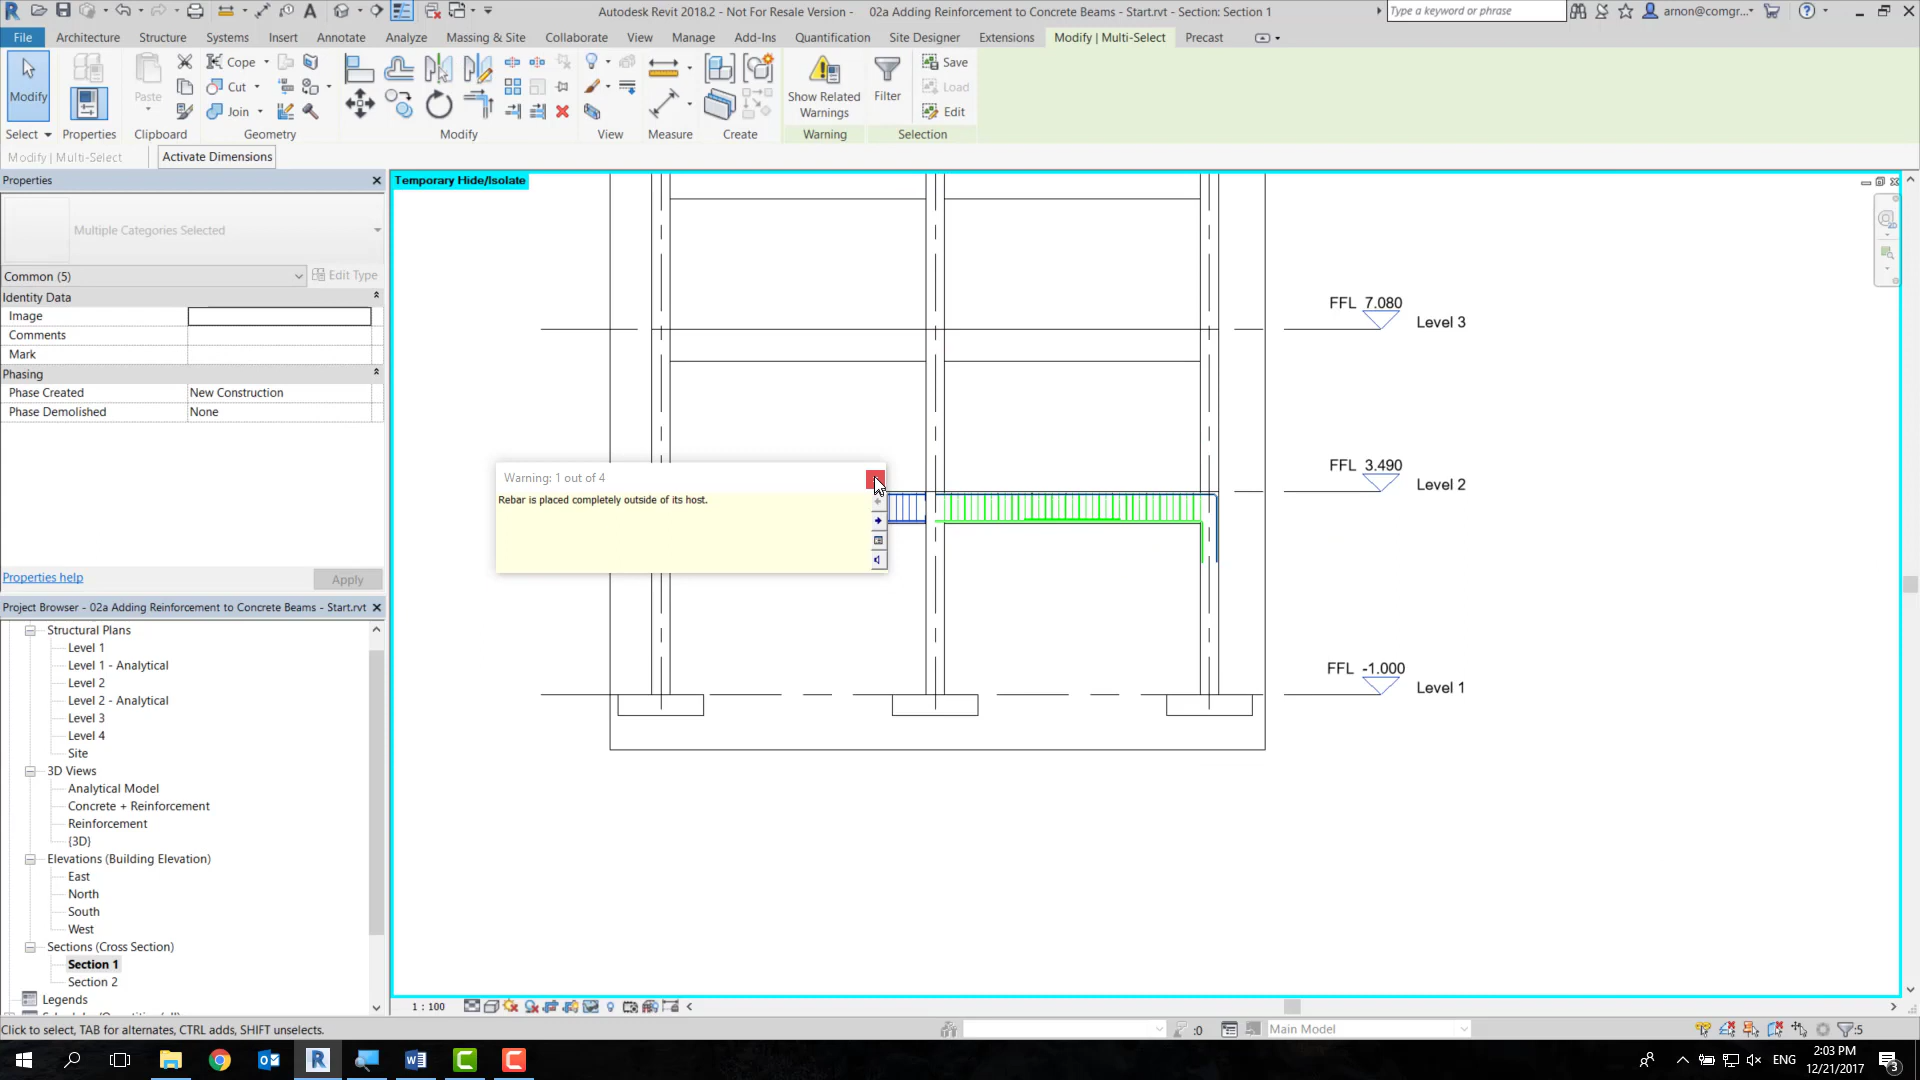 Autodesk Revit 2018.2 - Not For Resale Version - 02a Adding Reinforcement to Concrete Beams - Start.rvt - Section: Section 1
Type a keyword or phrase
arnon@comgr...
File Architecture Structure Systems Insert Annotate Analyze Massing & Site Collaborate View Manage Add-Ins Quantification Site Designer Extensions Modify | Multi-Select Precast
Modify
Paste
Cope
Cut
Join
Show Related
Warnings
Filter
Save
Load
Edit
Select Properties Clipboard Geometry Modify View Measure Create Warning Selection
Modify | Multi-Select
Activate Dimensions
Properties
Multiple Categories Selected
Common (5)
Edit Type
Identity Data
Image
Comments
Mark
Phasing
Phase Created New Construction
Phase Demolished None
Properties help
Apply
Project Browser - 02a Adding Reinforcement to Concrete Beams - Start.rvt
Structural Plans
Level 1
Level 1 - Analytical
Level 2
Level 2 - Analytical
Level 3
Level 4
Site
3D Views
Analytical Model
Concrete + Reinforcement
Reinforcement
{3D}
Elevations (Building Elevation)
East
North
South
West
Sections (Cross Section)
Section 1
Section 2
Legends
Temporary Hide/Isolate
FFL 7.080
Level 3
FFL 3.490
Level 2
Warning: 1 out of 4
Rebar is placed completely outside of its host.
FFL -1.000
Level 1
1 : 100
Click to select, TAB for alternates, CTRL adds, SHIFT unselects.
:0
Main Model
:5
ENG
2:03 PM
12/21/2017
3